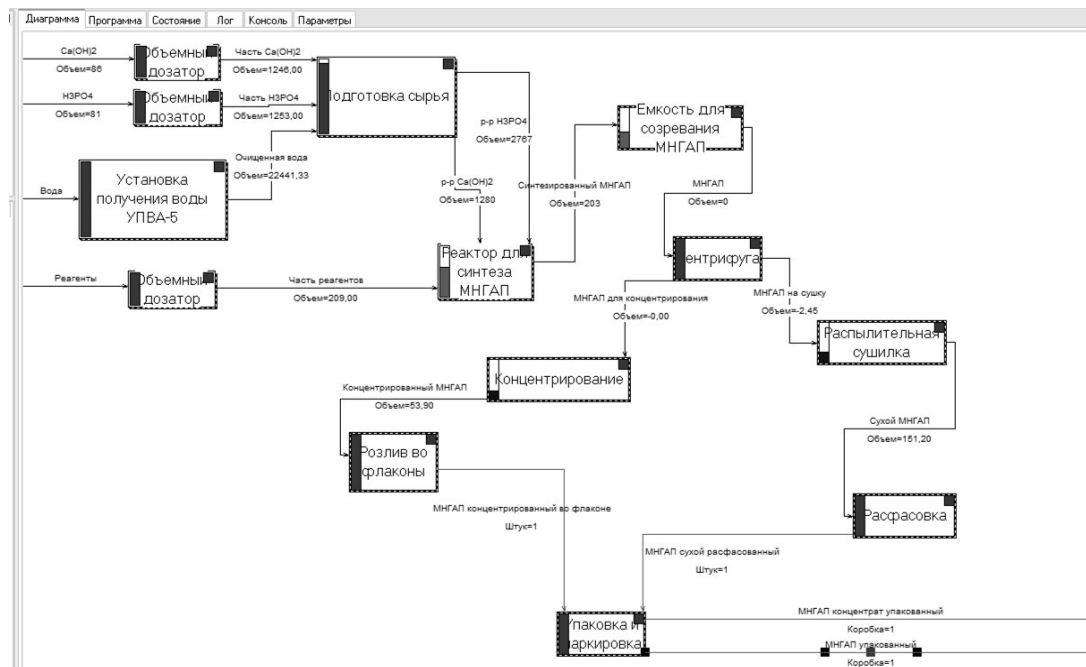 Диаграмма Программа Состояние Лог Консоль Параметры
Ca(OH)2
Объем=86
Объемный
дозатор
Часть Ca(OH)2
Объем=1246,00
H3PO4
Объем=81
Объемный
дозатор
Часть H3PO4
Объем=1253,00
Подготовка сырья
р-р H3PO4
Объем=2767
Емкость для
созревания
МНГАП
Очищенная вода
Объем=22441,33
Вода
Установка
получения воды
УПВА-5
р-р Ca(OH)2
Объем=1280
Синтезированный МНГАП
Объем=203
МНГАП
Объем=0
Реагенты
Объемный
дозатор
Часть реагентов
Объем=209,00
Реактор для
синтеза
МНГАП
ентрифуга
МНГАП для концентрирования
Объем=-0,00
МНГАП на сушку
Объем=-2,45
Распылительная
сушилка
Концентрирование
Концентрированный МНГАП
Объем=53,90
Сухой МНГАП
Объем=151,20
Розлив во
флаконы
МНГАП концентрированный во флаконе
Штук=1
Расфасовка
МНГАП сухой расфасованный
Штук=1
Упаковка и
маркировка
МНГАП концентрат упакованный
Коробка=1
МНГАП упакованный
Коробка=1